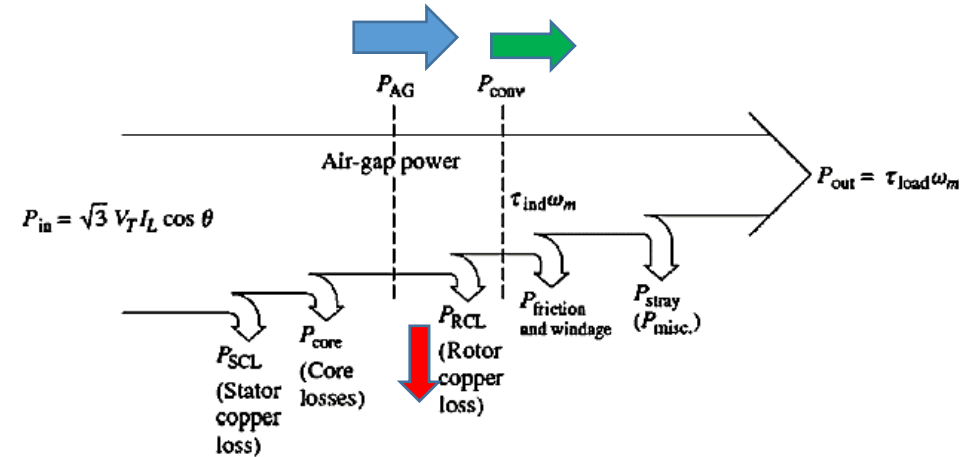 P_AG
P_conv
Air-gap power
P_out = τ_load ω_m
τ_ind ω_m
P_in = √3 V_T I_L cos θ
P_SCL
(Stator
copper
loss)
P_core
(Core
losses)
P_RCL
(Rotor
copper
loss)
P_friction
and windage
P_stray
(P_misc.)